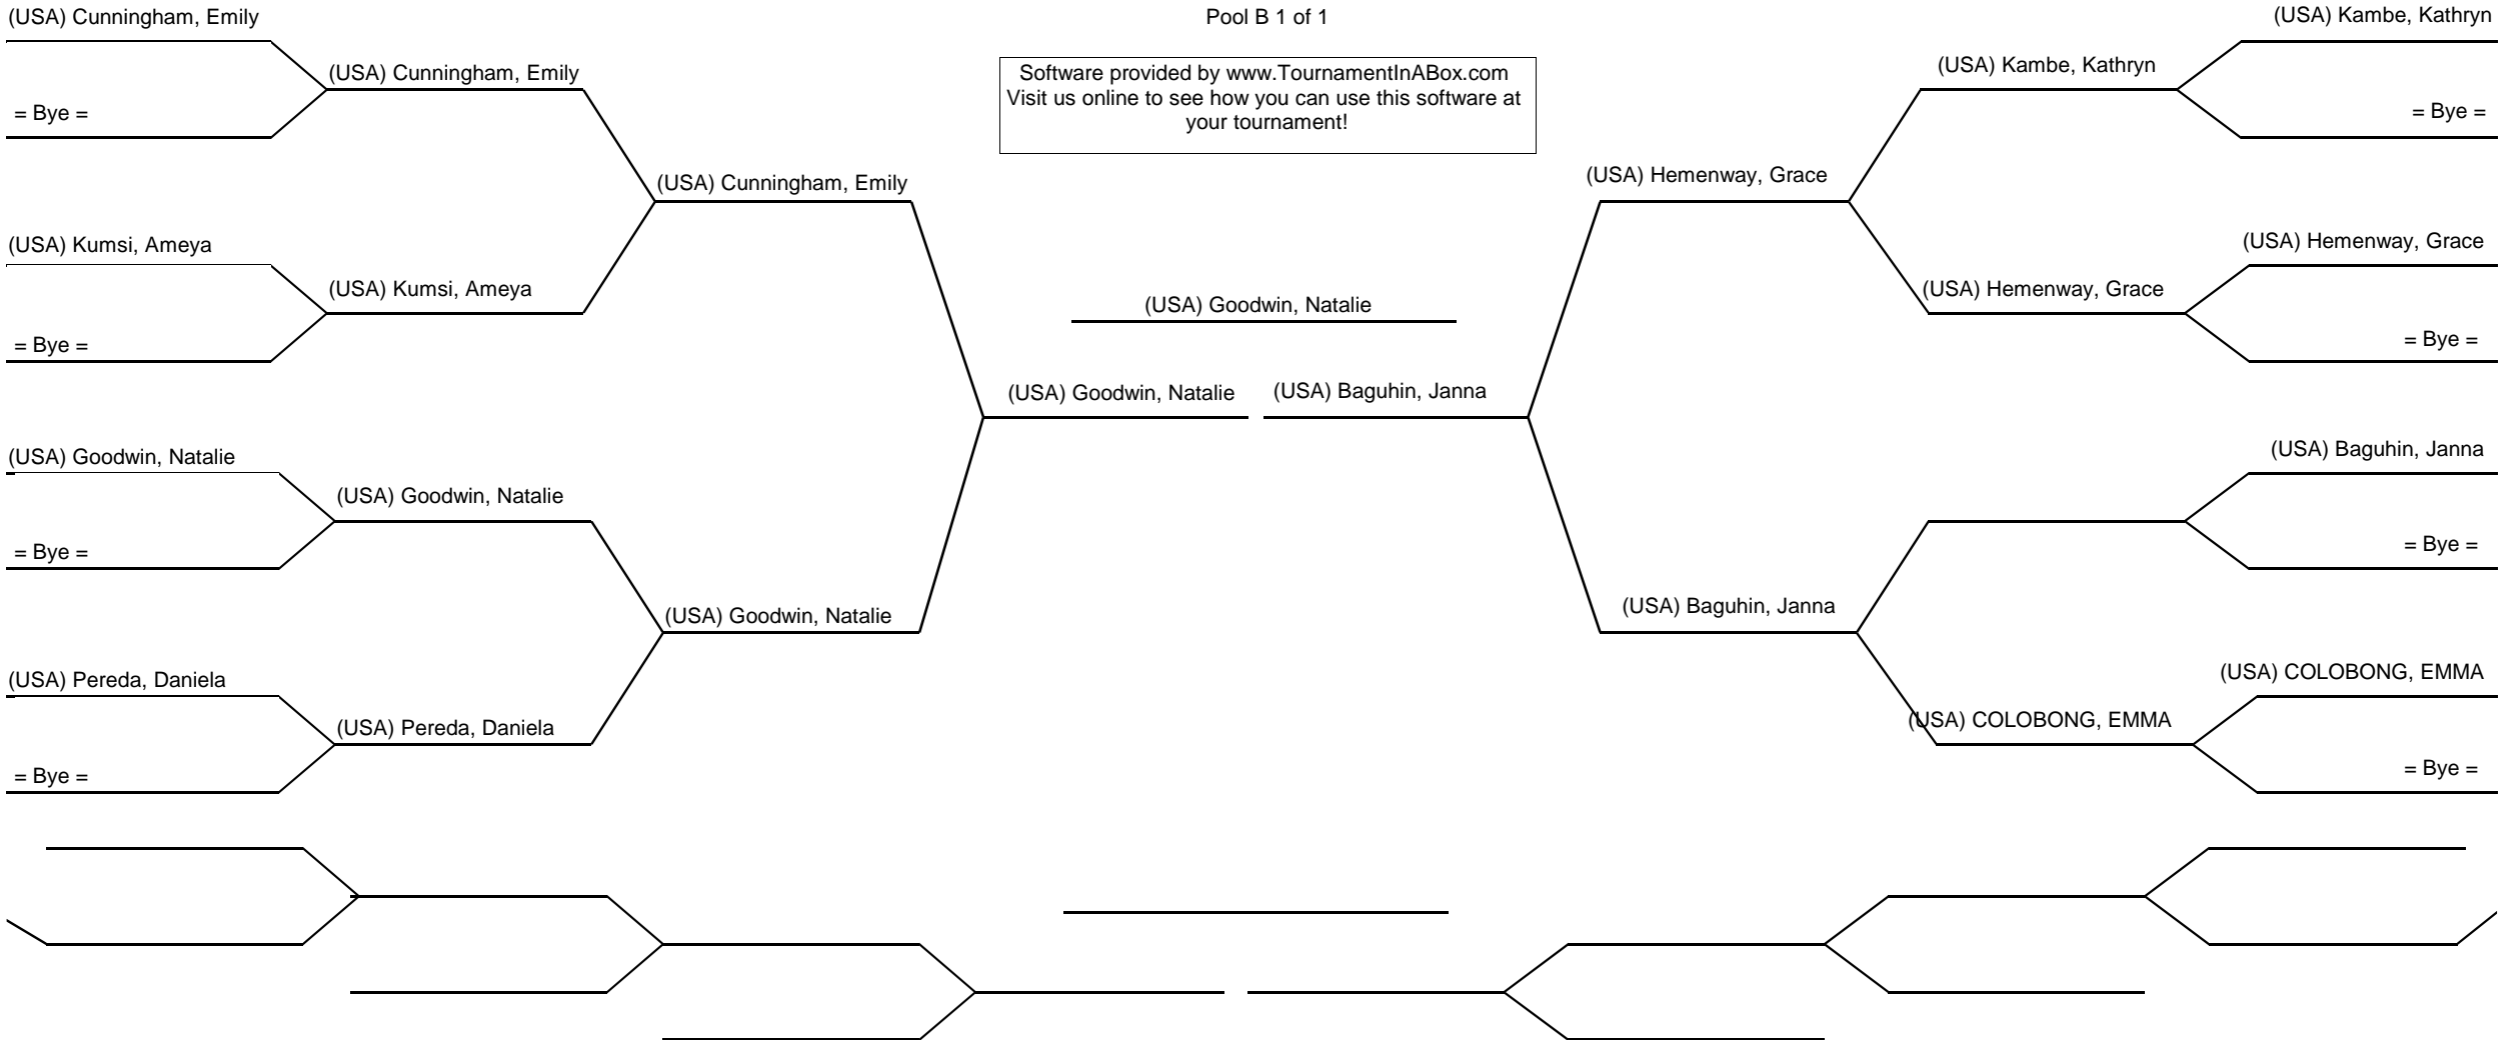 (USA) Cunningham, Emily
= Bye =
(USA) Kumsi, Ameya
= Bye =
(USA) Goodwin, Natalie
= Bye =
(USA) Pereda, Daniela
= Bye =
(USA) Cunningham, Emily
(USA) Kumsi, Ameya
(USA) Goodwin, Natalie
(USA) Pereda, Daniela
(USA) Cunningham, Emily
(USA) Goodwin, Natalie
Pool B 1 of 1
Software provided by www.TournamentInABox.com
Visit us online to see how you can use this software at
your tournament!
(USA) Goodwin, Natalie
(USA) Goodwin, Natalie
(USA) Baguhin, Janna
(USA) Hemenway, Grace
(USA) Baguhin, Janna
(USA) Kambe, Kathryn
(USA) Hemenway, Grace
(USA) COLOBONG, EMMA
(USA) Kambe, Kathryn
= Bye =
(USA) Hemenway, Grace
= Bye =
(USA) Baguhin, Janna
= Bye =
(USA) COLOBONG, EMMA
= Bye =